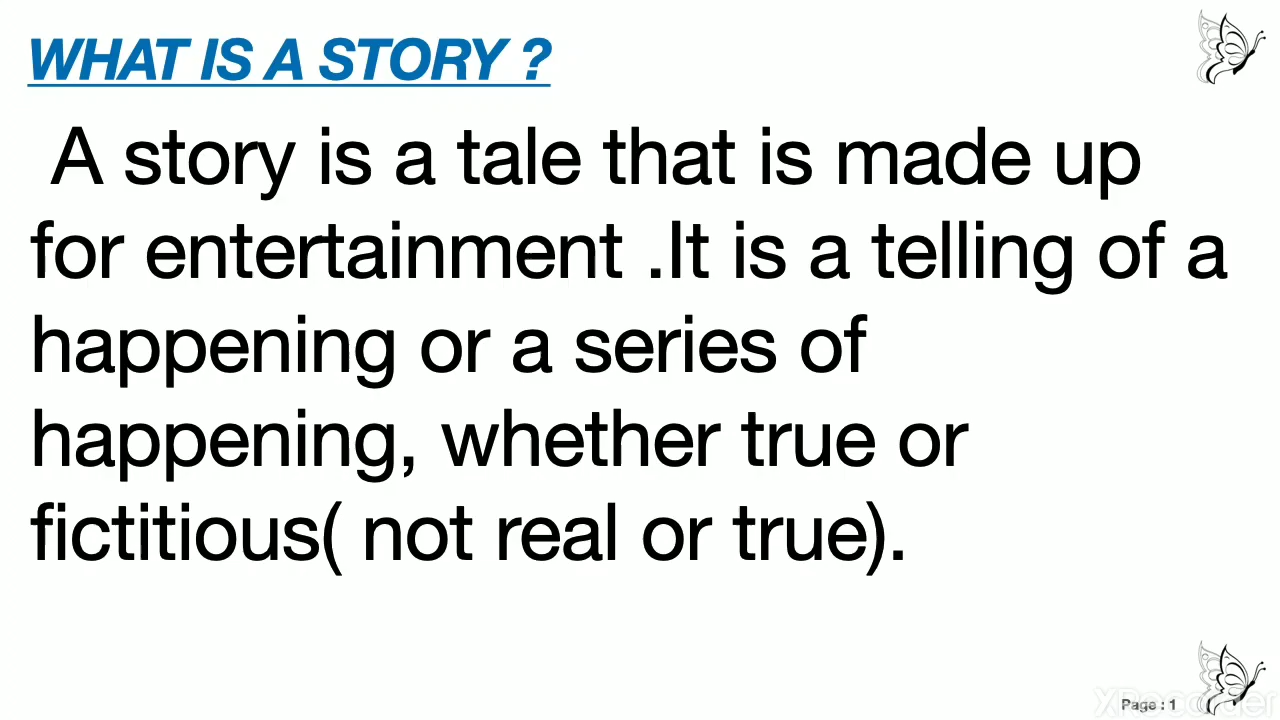 WHAT IS A STORY ?
A story is a tale that is made up
for entertainment .It is a telling of a
happening or a series of
happening, whether true or
fictitious( not real or true).
Page : 1
XRecorder